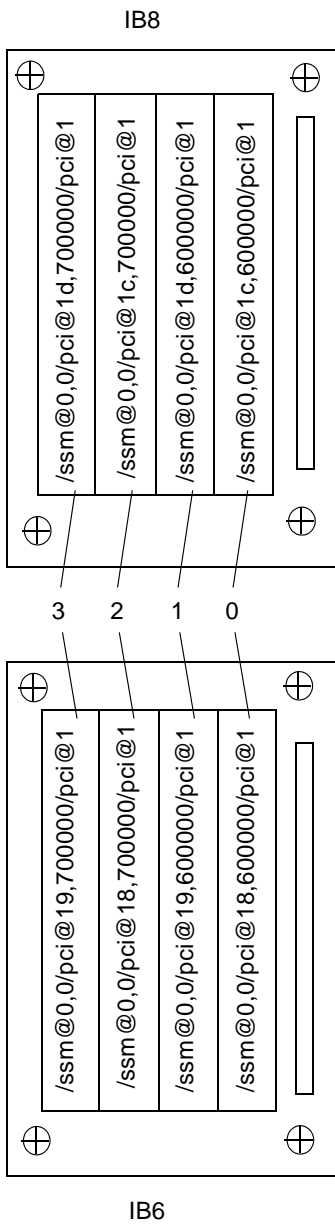 IB8
/ssm@0,0/pci@1d,700000/pci@1
/ssm@0,0/pci@1c,700000/pci@1
/ssm@0,0/pci@1d,600000/pci@1
/ssm@0,0/pci@1c,600000/pci@1
3 2 1 0
/ssm@0,0/pci@19,700000/pci@1
/ssm@0,0/pci@18,700000/pci@1
/ssm@0,0/pci@19,600000/pci@1
/ssm@0,0/pci@18,600000/pci@1
IB6